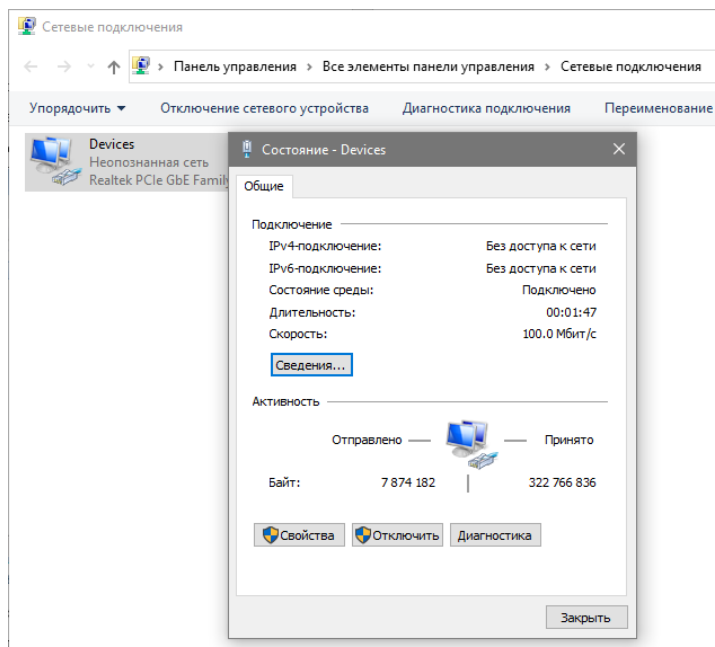 Сетевые подключения
Панель управления > Все элементы панели управления > Сетевые подключения
Упорядочить Отключение сетевого устройства Диагностика подключения Переименование
Devices
Неопознанная сеть
Realtek PCIe GbE Family
Состояние - Devices
Общие
Подключение
IPv4-подключение: Без доступа к сети
IPv6-подключение: Без доступа к сети
Состояние среды: Подключено
Длительность: 00:01:47
Скорость: 100.0 Мбит/с
Сведения...
Активность
Отправлено — — Принято
Байт: 7 874 182 | 322 766 836
Свойства Отключить Диагностика
Закрыть